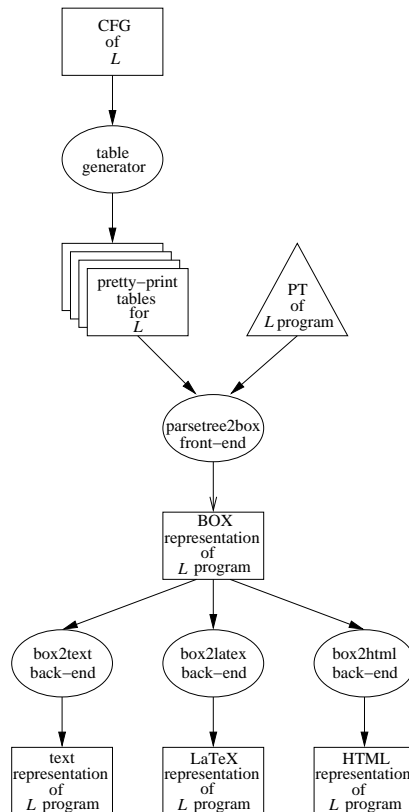 CFG
of
L
table
generator
pretty−print
tables
for
L
PT
of
L program
parsetree2box
front−end
BOX
representation
of
L program
box2text
back−end
box2latex
back−end
box2html
back−end
text
representation
of
L program
LaTeX
representation
of
L program
HTML
representation
of
L program